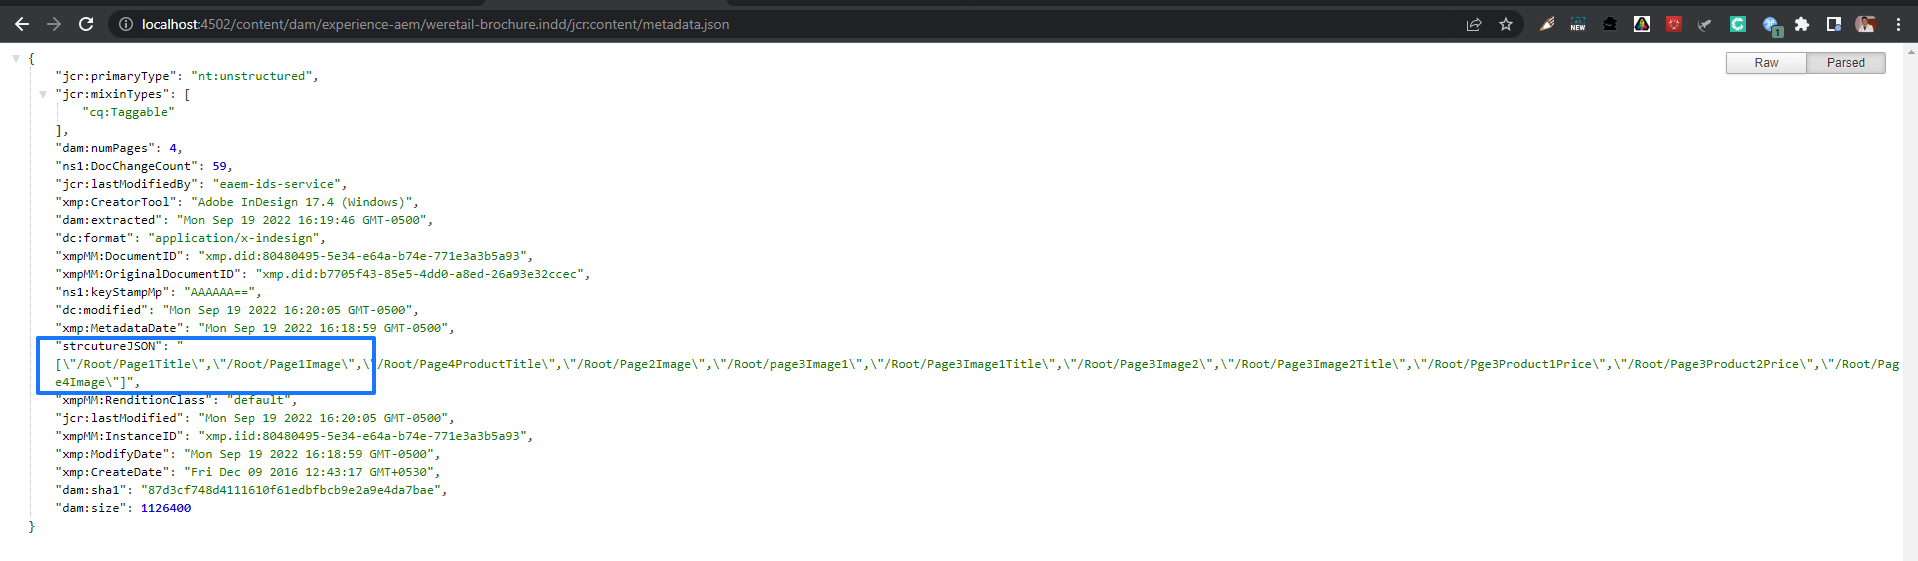 localhost:4502/content/dam/experience-aem/weretail-brochure.indd/jcr:content/metadata.json
NEW
1
Raw Parsed
{
"jcr:primaryType": "nt:unstructured",
"jcr:mixinTypes": [
"cq:Taggable"
],
"dam:numPages": 4,
"ns1:DocChangeCount": 59,
"jcr:lastModifiedBy": "eaem-ids-service",
"xmp:CreatorTool": "Adobe InDesign 17.4 (Windows)",
"dam:extracted": "Mon Sep 19 2022 16:19:46 GMT-0500",
"dc:format": "application/x-indesign",
"xmpMM:DocumentID": "xmp.did:80480495-5e34-e64a-b74e-771e3a3b5a93",
"xmpMM:OriginalDocumentID": "xmp.did:b7705f43-85e5-4dd0-a8ed-26a93e32ccec",
"ns1:keyStampMp": "AAAAAA==",
"dc:modified": "Mon Sep 19 2022 16:20:05 GMT-0500",
"xmp:MetadataDate": "Mon Sep 19 2022 16:18:59 GMT-0500",
"strcutureJSON": "
[\"/Root/Page1Title\",\"/Root/Page1Image\",\"/Root/Page4ProductTitle\",\"/Root/Page2Image\",\"/Root/page3Image1\",\"/Root/Page3Image1Title\",\"/Root/Page3Image2\",\"/Root/Page3Image2Title\",\"/Root/Pge3Product1Price\",\"/Root/Page3Product2Price\",\"/Root/Pag
e4Image\"]",
"xmpMM:RenditionClass": "default",
"jcr:lastModified": "Mon Sep 19 2022 16:20:05 GMT-0500",
"xmpMM:InstanceID": "xmp.iid:80480495-5e34-e64a-b74e-771e3a3b5a93",
"xmp:ModifyDate": "Mon Sep 19 2022 16:18:59 GMT-0500",
"xmp:CreateDate": "Fri Dec 09 2016 12:43:17 GMT+0530",
"dam:sha1": "87d3cf748d4111610f61edbfbcb9e2a9e4da7bae",
"dam:size": 1126400
}